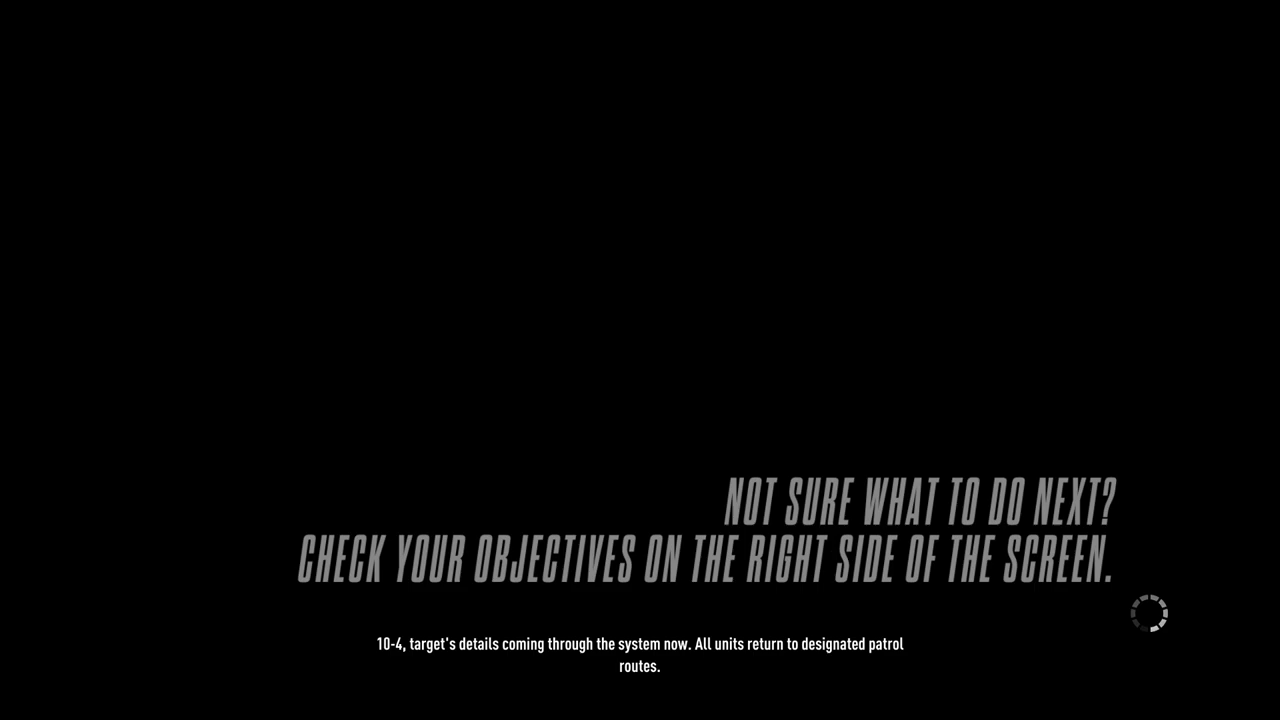 NOT SURE WHAT TO DO NEXT?
CHECK YOUR OBJECTIVES ON THE RIGHT SIDE OF THE SCREEN.
10-4, target's details coming through the system now. All units return to designated patrol
routes.